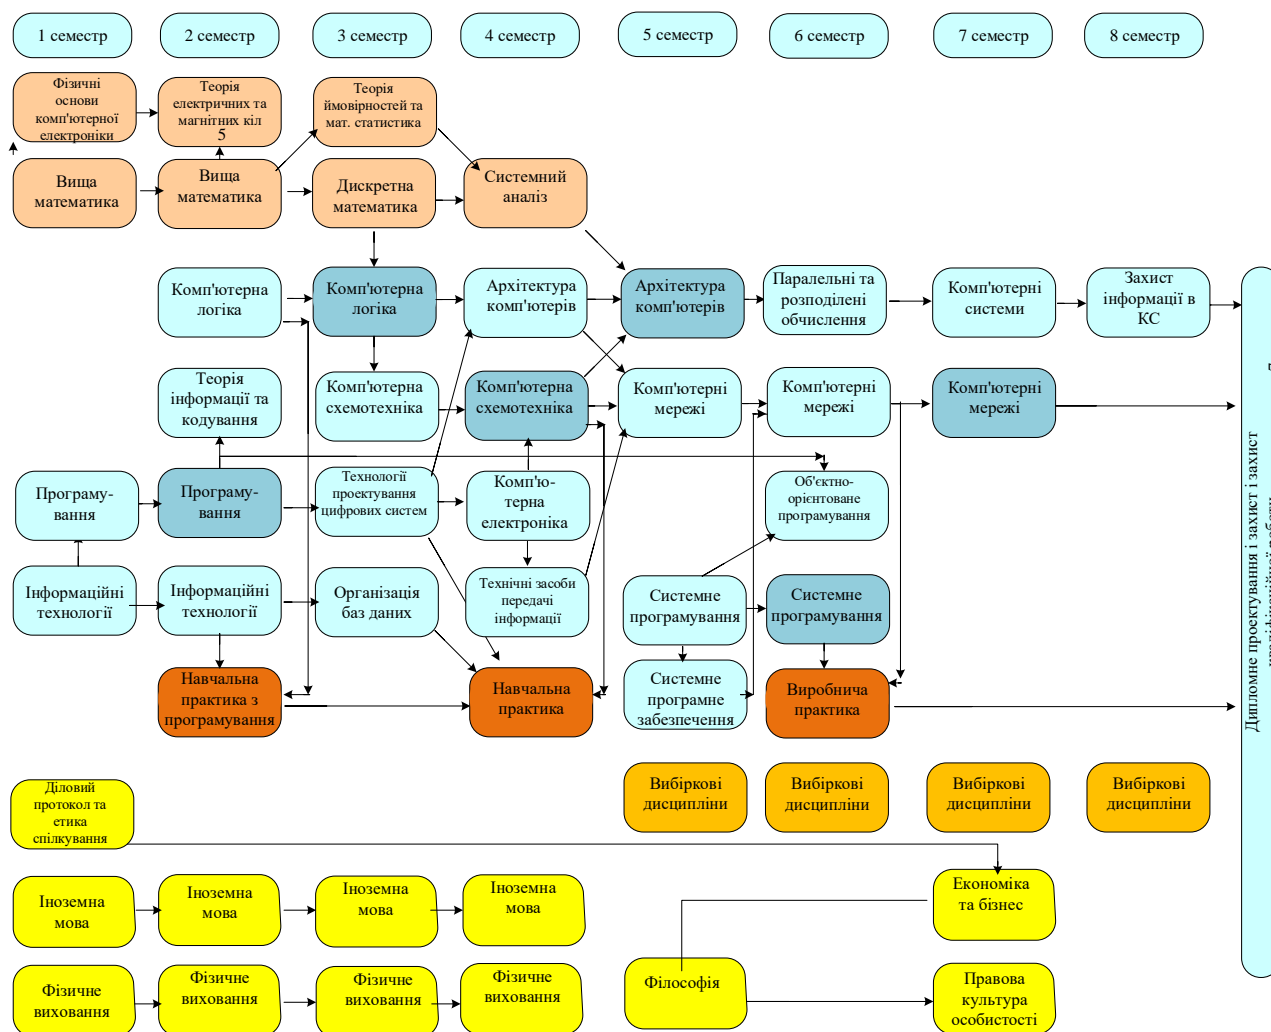 1 семестр
2 семестр
3 семестр
4 семестр
5 семестр
6 семестр
7 семестр
8 семестр
Фізичні
основи
комп'ютерної
електроніки
Теорія
електричних та
магнітних кіл
5
Теорія
ймовірностей та
мат. статистика
Вища
математика
Вища
математика
Дискретна
математика
Системний
аналіз
Комп'ютерна
логіка
Комп'ютерна
логіка
Архітектура
комп'ютерів
Архітектура
комп'ютерів
Паралельні та
розподілені
обчислення
Комп'ютерні
системи
Захист
інформації в
КС
Теорія
інформації та
кодування
Комп'ютерна
схемотехніка
Комп'ютерна
схемотехніка
Комп'ютерні
мережі
Комп'ютерні
мережі
Комп'ютерні
мережі
Програму-
вання
Програму-
вання
Технології
проектування
цифрових систем
Комп'ю-
терна
електроніка
Об'єктно-
орієнтоване
програмування
Інформаційні
технології
Інформаційні
технології
Організація
баз даних
Технічні засоби
передачі
інформації
Системне
програмування
Системне
програмування
Навчальна
практика з
програмування
Навчальна
практика
Системне
програмне
забезпечення
Виробнича
практика
Дипломне проектування і захист і захист
Вибіркові
дисципліни
Вибіркові
дисципліни
Вибіркові
дисципліни
Вибіркові
дисципліни
Діловий
протокол та
етика
спілкування
Іноземна
мова
Іноземна
мова
Іноземна
мова
Іноземна
мова
Економіка
та бізнес
Фізичне
виховання
Фізичне
виховання
Фізичне
виховання
Фізичне
виховання
Філософія
Правова
культура
особистості